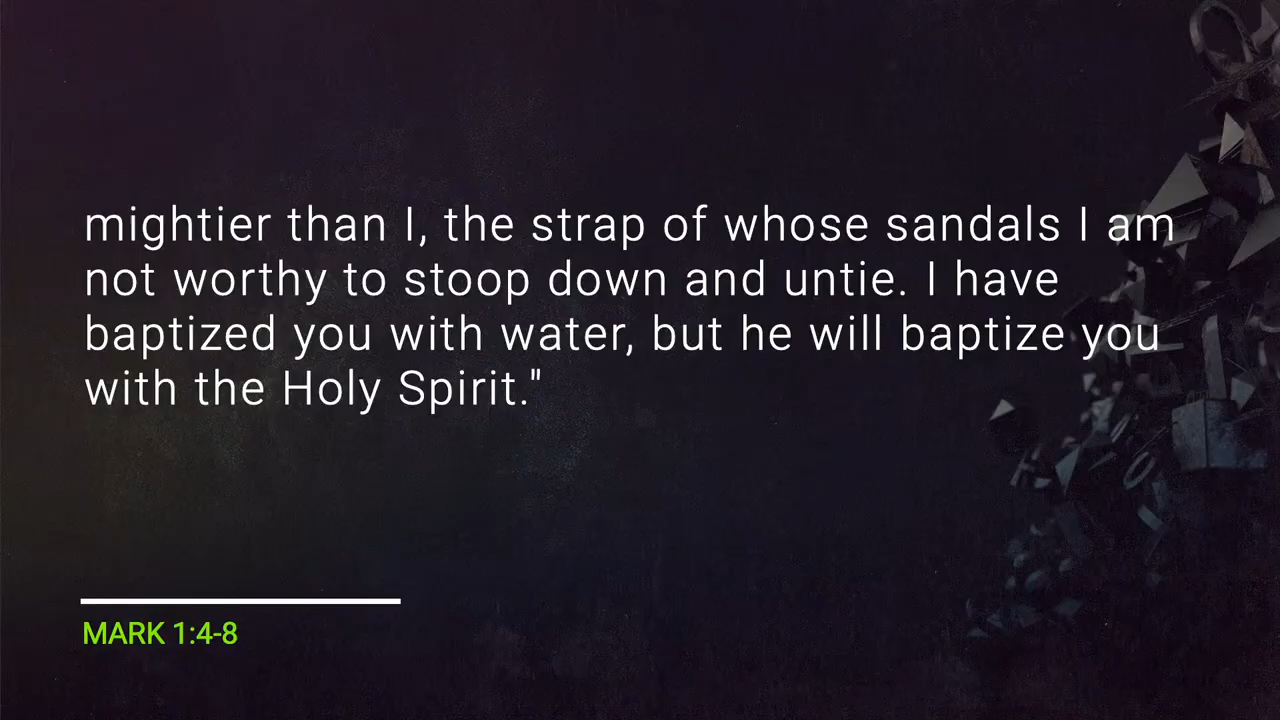 mightier than I, the strap of whose sandals I am
not worthy to stoop down and untie. I have
baptized you with water, but he will baptize you
with the Holy Spirit."
MARK 1:4-8